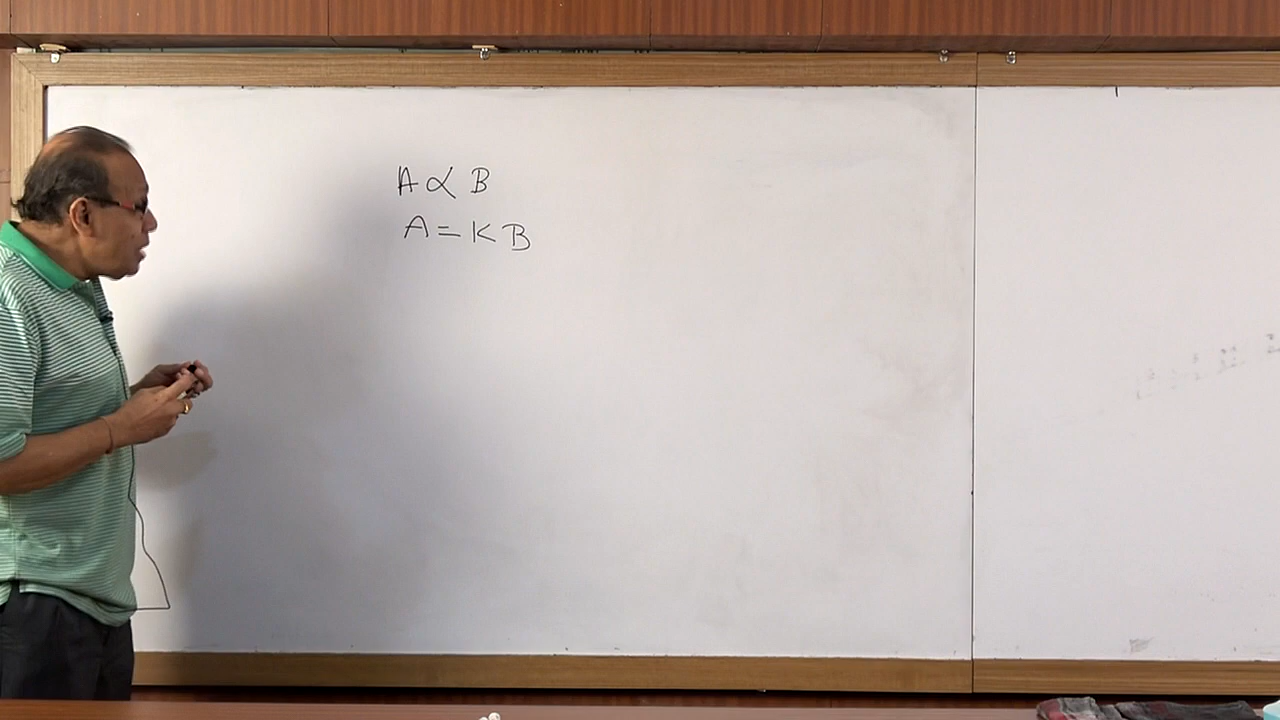 A ∝ B
A = K B